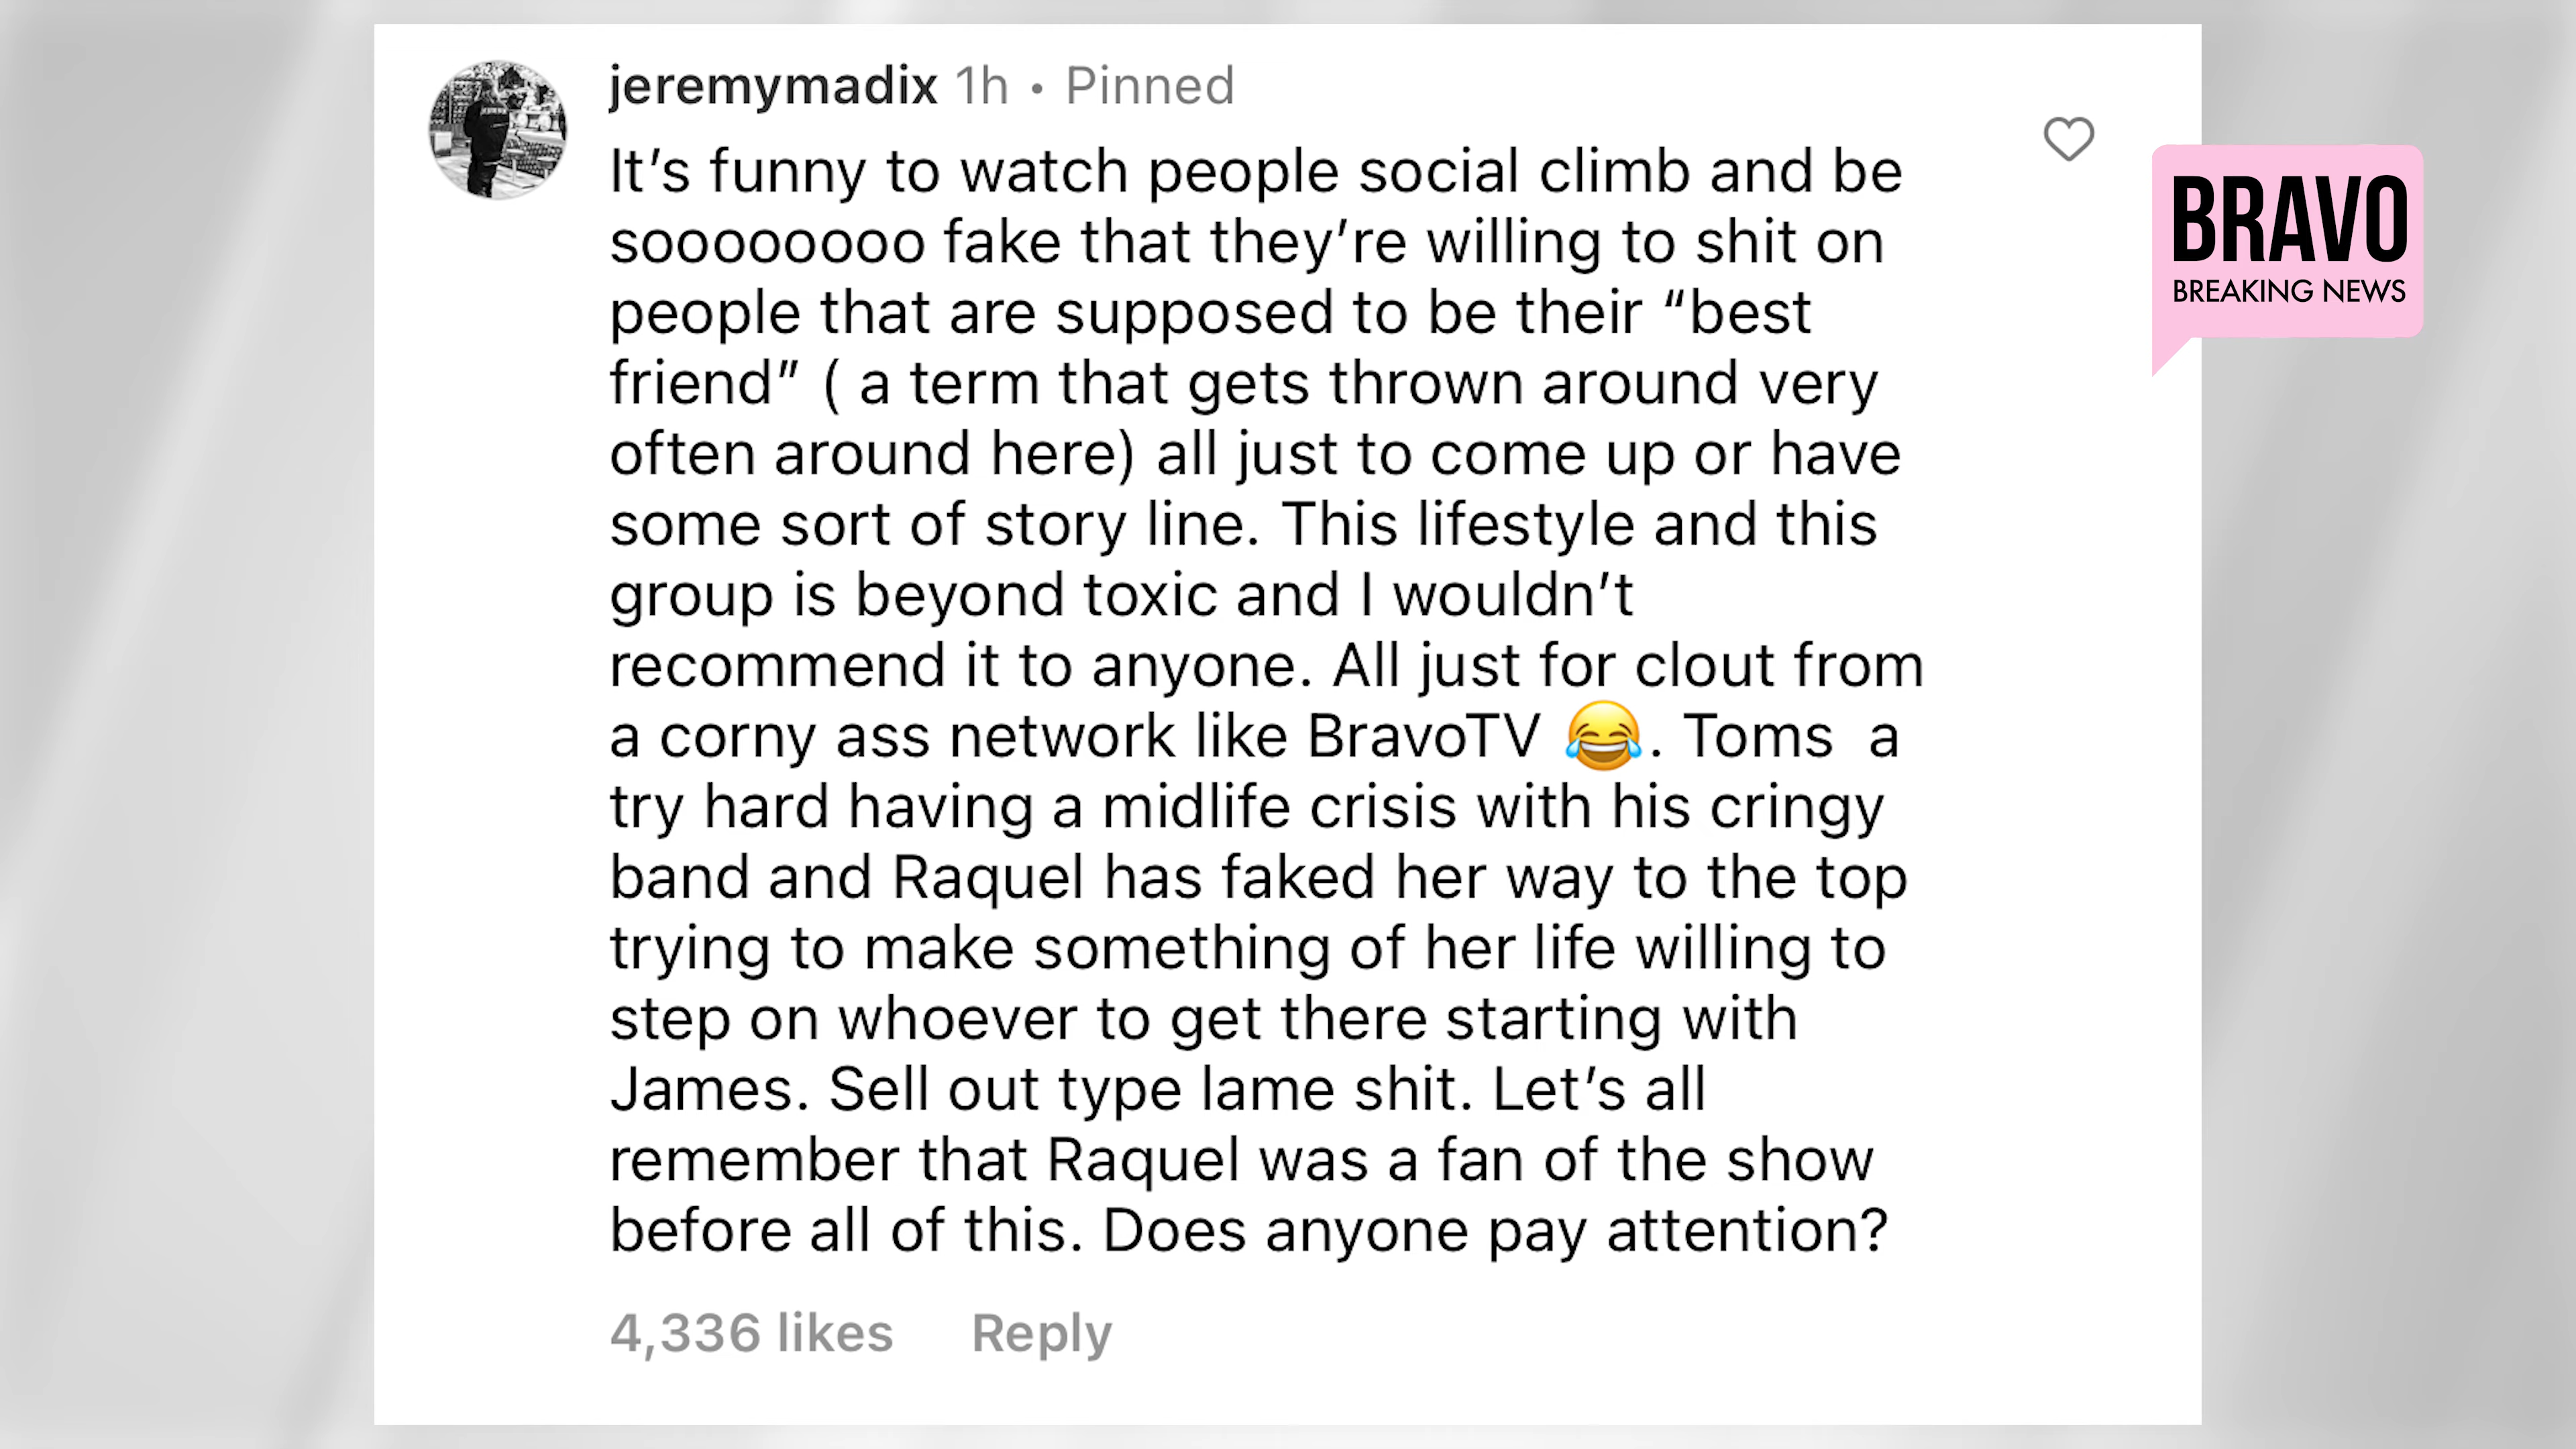 jeremymadix 1h • Pinned
It’s funny to watch people social climb and be
soooooooo fake that they’re willing to shit on
people that are supposed to be their “best
friend” ( a term that gets thrown around very
often around here) all just to come up or have
some sort of story line. This lifestyle and this
group is beyond toxic and I wouldn’t
recommend it to anyone. All just for clout from
a corny ass network like BravoTV 😂. Toms  a
try hard having a midlife crisis with his cringy
band and Raquel has faked her way to the top
trying to make something of her life willing to
step on whoever to get there starting with
James. Sell out type lame shit. Let’s all
remember that Raquel was a fan of the show
before all of this. Does anyone pay attention?
4,336 likes Reply
BRAVO
BREAKING NEWS